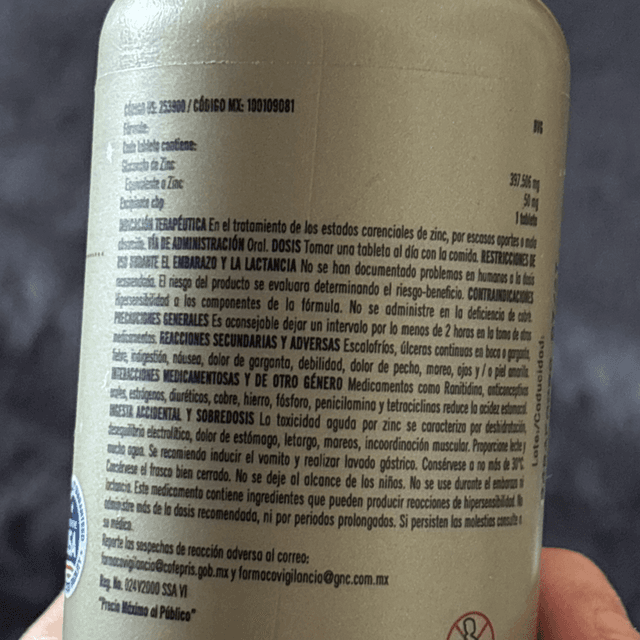 CÓDIGO US: 253900 / CÓDIGO MX: 100109081
Fórmula:
Cada tableta contiene:
Gluconato de Zinc 397.506 mg
Equivalente a Zinc 50 mg
Excipiente cbp 1 tableta
INDICACIÓN TERAPÉUTICA En el tratamiento de los estados carenciales de zinc, por escasos aportes o mala
absorción. VÍA DE ADMINISTRACIÓN Oral. DOSIS Tomar una tableta al día con la comida. RESTRICCIONES DE
USO DURANTE EL EMBARAZO Y LA LACTANCIA No se han documentado problemas en humanos a la dosis
recomendada. El riesgo del producto se evaluara determinando el riesgo-beneficio. CONTRAINDICACIONES
Hipersensibilidad a los componentes de la fórmula. No se administre en la deficiencia de cobre.
PRECAUCIONES GENERALES Es aconsejable dejar un intervalo por lo menos de 2 horas en la toma de otros
medicamentos. REACCIONES SECUNDARIAS Y ADVERSAS Escalofríos, úlceras continuas en boca o garganta,
fiebre, indigestión, náusea, dolor de garganta, debilidad, dolor de pecho, mareo, ojos y / o piel amarilla.
INTERACCIONES MEDICAMENTOSAS Y DE OTRO GÉNERO Medicamentos como Ranitidina, anticonceptivos
orales, estrógenos, diuréticos, cobre, hierro, fósforo, penicilamina y tetraciclinas reduce la acidez estomacal.
INGESTA ACCIDENTAL Y SOBREDOSIS La toxicidad aguda por zinc se caracteriza por deshidratación,
desequilibrio electrolítico, dolor de estómago, letargo, mareos, incoordinación muscular. Proporcione leche y
mucha agua. Se recomienda inducir el vomito y realizar lavado gástrico. Consérvese a no más de 30°C
Consérvese el frasco bien cerrado. No se deje al alcance de los niños. No se use durante el embarazo ni
lactancia. Este medicamento contiene ingredientes que pueden producir reacciones de hipersensibilidad. No
administre más de la dosis recomendada, ni por periodos prolongados. Si persisten las molestias consulte a
su médico.
Reporte las sospechas de reacción adversa al correo:
farmacovigilancia@cofepris.gob.mx y farmacovigilancia@gnc.com.mx
Reg. No. 024V2000 SSA VI
"Precio Máximo al Público"
Lote:/Caducidad: